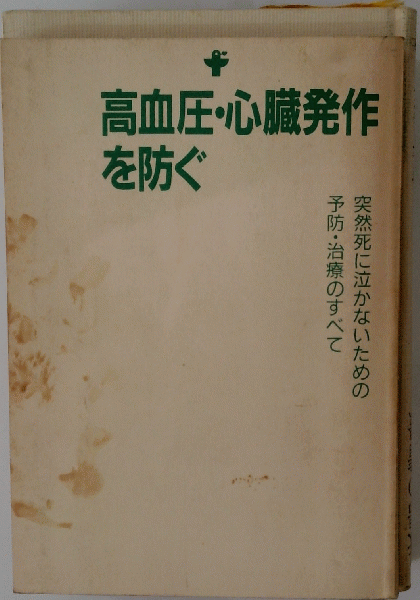 高血圧・心臓発作
を防ぐ
突然死に泣かないための
予防・治療のすべて